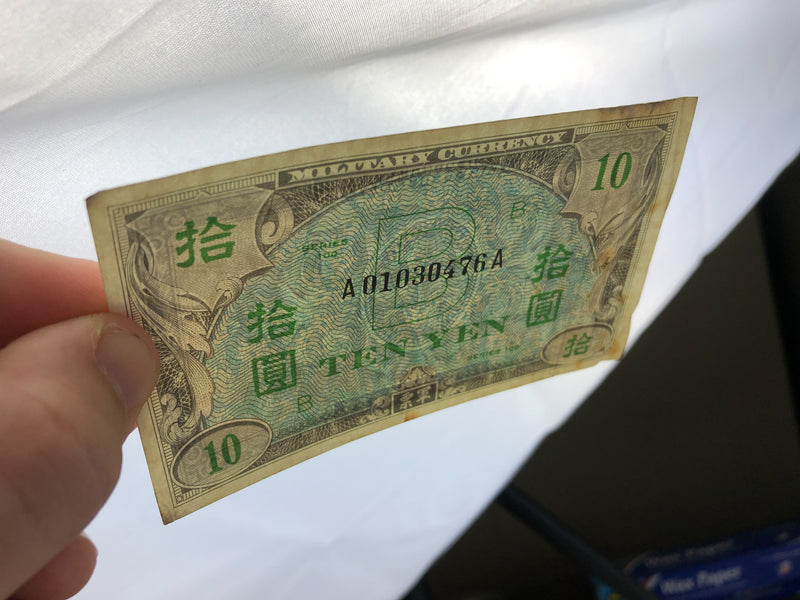 MILITARY CURRENCY
10
拾
B
SERIES
100
B
A01030476A
拾
圓
拾
圓
TEN YEN
SERIES 100
B
拾
10
Wax Paper